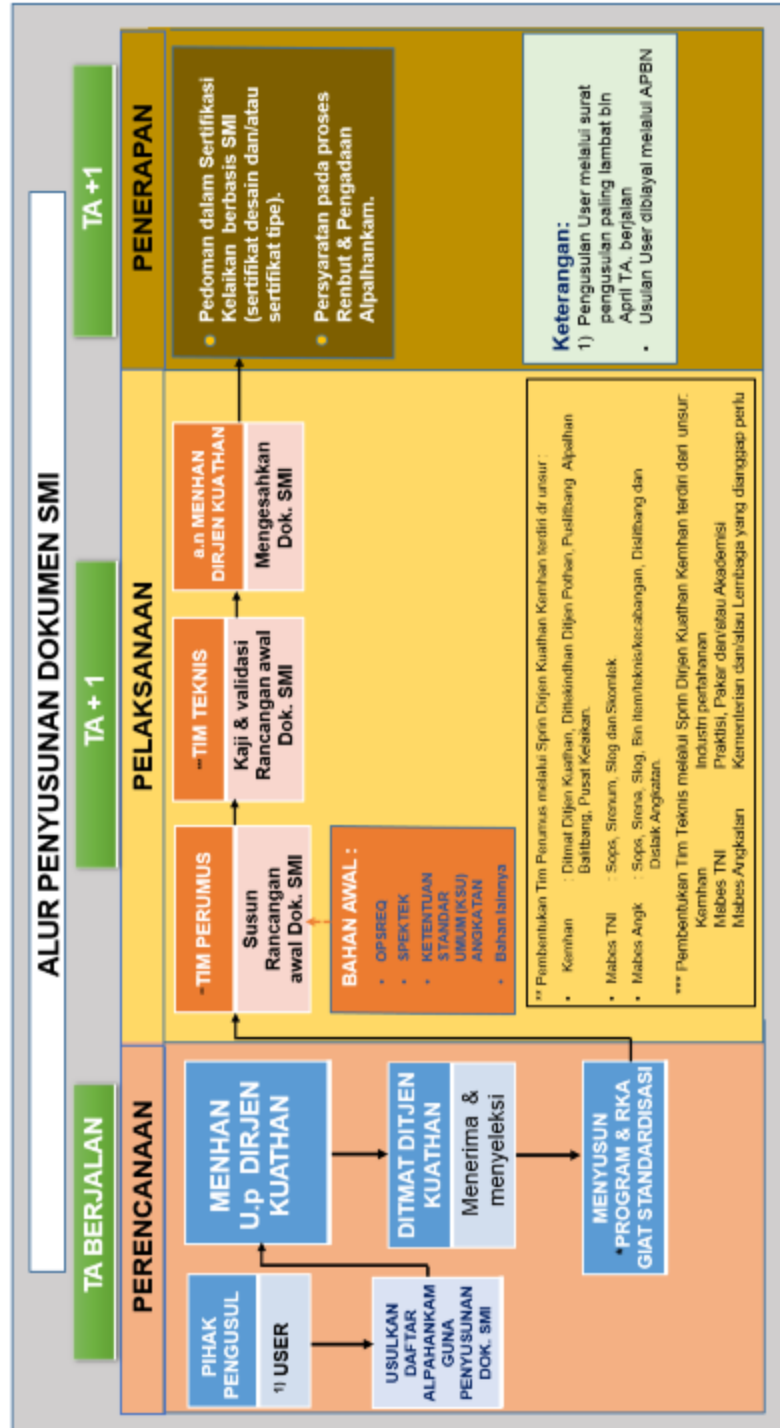 ALUR PENYUSUNAN DOKUMEN SMI
TA BERJALAN
TA + 1
TA +1
PERENCANAAN
PELAKSANAAN
PENERAPAN
PIHAK
PENGUSUL
1) USER
USULKAN
DAFTAR
ALPAHANKAM
GUNA
PENYUSUNAN
DOK. SMI
MENHAN
U.p DIRJEN
KUATHAN
DITMAT DITJEN
KUATHAN
Menerima &
menyeleksi
MENYUSUN
*PROGRAM & RKA
GIAT STANDARDISASI
**TIM PERUMUS
Susun
Rancangan
awal Dok. SMI
BAHAN AWAL :
• OPSREQ
• SPEKTEK
• KETENTUAN
STANDAR
UMUM (KSU)
ANGKATAN
• Bahan lainnya
***TIM TEKNIS
Kaji & validasi
Rancangan awal
Dok. SMI
a.n MENHAN
DIRJEN KUATHAN
Mengesahkan
Dok. SMI
** Pembentukan Tim Perumus melalui Sprin Dirjen Kuathan Kemhan terdiri dr unsur :
• Kemhan : Ditmat Ditjen Kuathan, Dittekindhan Ditjen Pothan, Puslitbang Alpalhan
Balitbang, Pusat Kelaikan.
• Mabes TNI : Sops, Srenum, Slog dan Skomlek
• Mabes Angk : Sops, Srena, Slog, Bin item/teknis/kecabangan, Dislitbang dan
Dislaik Angkatan.
*** Pembentukan Tim Teknis melalui Sprin Dirjen Kuathan Kemhan terdiri dari unsur:
Kemhan Industri pertahanan
Mabes TNI Praktisi, Pakar dan/atau Akademisi
Mabes Angkatan Kementerian dan/atau Lembaga yang dianggap perlu
• Pedoman dalam Sertifikasi
Kelaikan berbasis SMI
(sertifikat desain dan/atau
sertifikat tipe).
• Persyaratan pada proses
Renbut & Pengadaan
Alpalhankam.
Keterangan:
1) Pengusulan User melalui surat
pengusulan paling lambat bln
April TA. berjalan
• Usulan User dibiayai melalui APBN